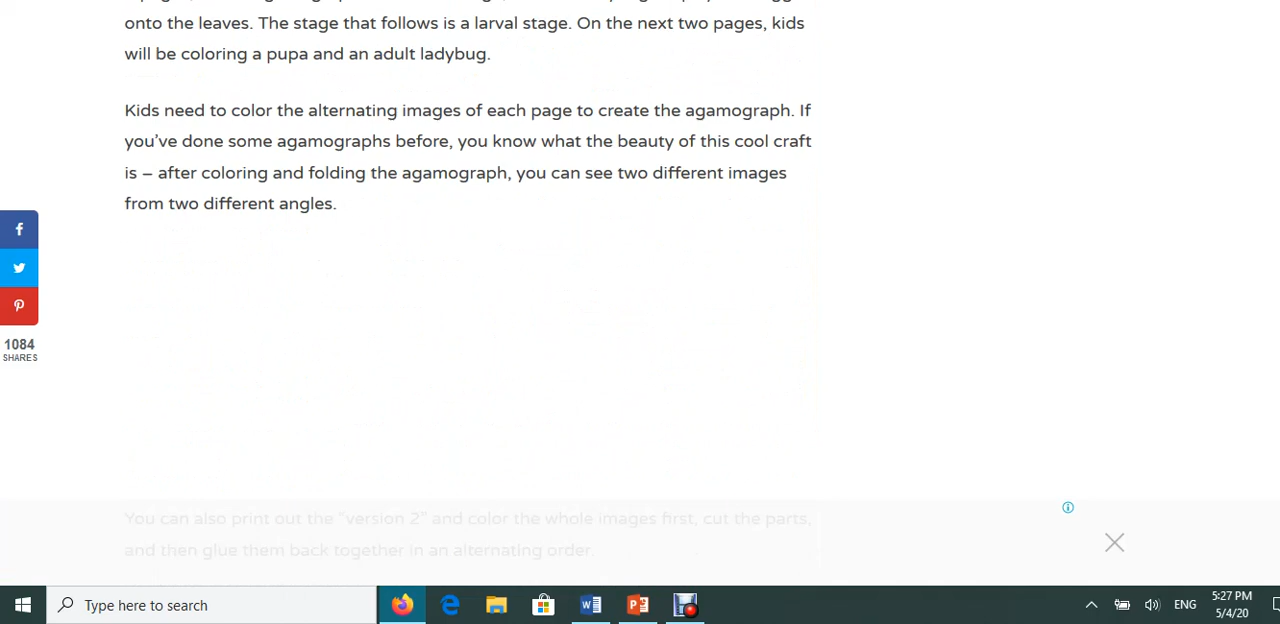 onto the leaves. The stage that follows is a larval stage. On the next two pages, kids
will be coloring a pupa and an adult ladybug.
Kids need to color the alternating images of each page to create the agamograph. If
you’ve done some agamographs before, you know what the beauty of this cool craft
is – after coloring and folding the agamograph, you can see two different images
from two different angles.
1084
SHARES
You can also print out the “version 2” and color the whole images first, cut the parts,
and then glue them back together in an alternating order.
Type here to search
ENG
5:27 PM
5/4/20